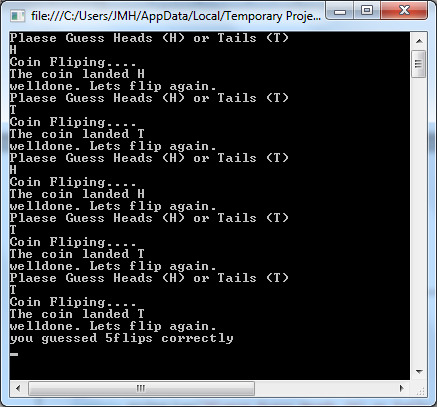 file:///C:/Users/JMH/AppData/Local/Temporary Proje...
Plaese Guess Heads (H) or Tails (T)
H
Coin Fliping....
The coin landed H
welldone. Lets flip again.
Plaese Guess Heads (H) or Tails (T)
T
Coin Fliping....
The coin landed T
welldone. Lets flip again.
Plaese Guess Heads (H) or Tails (T)
H
Coin Fliping....
The coin landed H
welldone. Lets flip again.
Plaese Guess Heads (H) or Tails (T)
T
Coin Fliping....
The coin landed T
welldone. Lets flip again.
Plaese Guess Heads (H) or Tails (T)
T
Coin Fliping....
The coin landed T
welldone. Lets flip again.
you guessed 5flips correctly